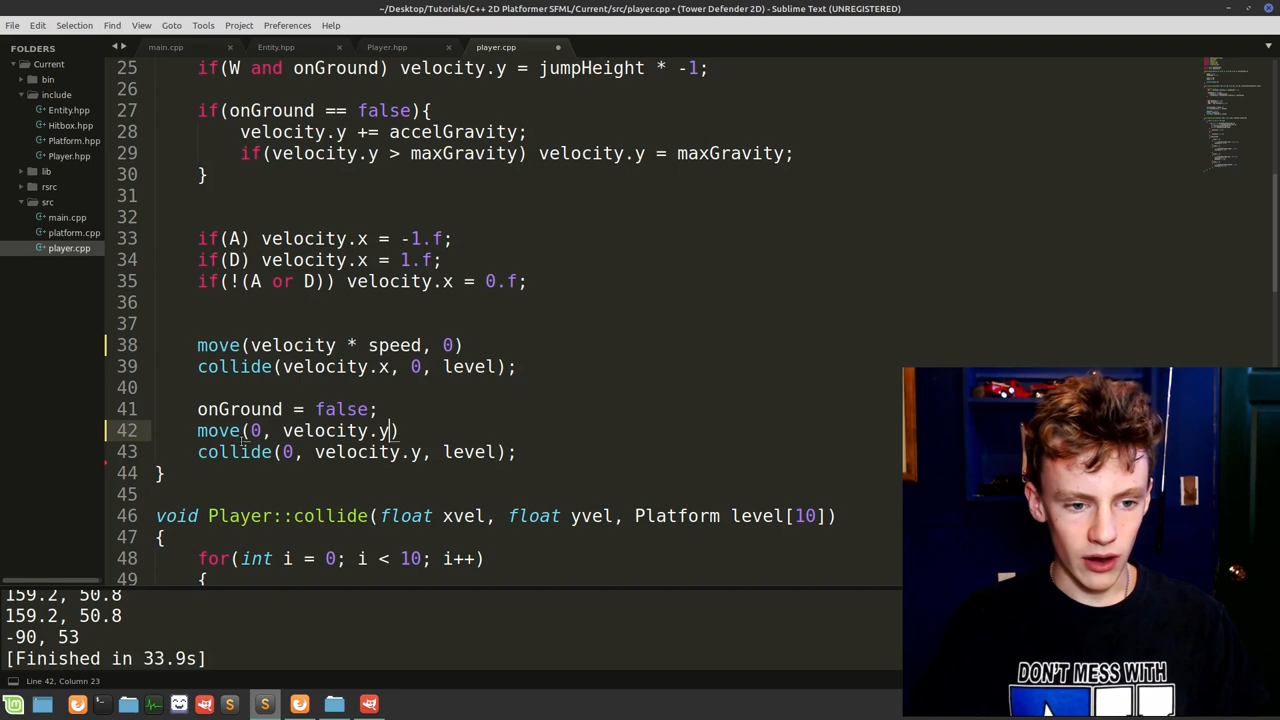 ~/Desktop/Tutorials/C++ 2D Platformer SFML/Current/src/player.cpp • (Tower Defender 2D) - Sublime Text (UNREGISTERED)
File Edit Selection Find View Goto Tools Project Preferences Help
FOLDERS
Current
bin
include
Entity.hpp
Hitbox.hpp
Platform.hpp
Player.hpp
lib
rsrc
src
main.cpp
platform.cpp
player.cpp
main.cpp Entity.hpp Player.hpp player.cpp
25 if(W and onGround) velocity.y = jumpHeight * -1;
26
27 if(onGround == false){
28 velocity.y += accelGravity;
29 if(velocity.y > maxGravity) velocity.y = maxGravity;
30 }
31
32
33 if(A) velocity.x = -1.f;
34 if(D) velocity.x = 1.f;
35 if(!(A or D)) velocity.x = 0.f;
36
37
38 move(velocity * speed, 0)
39 collide(velocity.x, 0, level);
40
41 onGround = false;
42 move(0, velocity.y)
43 collide(0, velocity.y, level);
44 }
45
46 void Player::collide(float xvel, float yvel, Platform level[10])
47 {
48 for(int i = 0; i < 10; i++)
49 {
159.2, 50.8
159.2, 50.8
-90, 53
[Finished in 33.9s]
Line 42, Column 23
DON'T MESS WITH